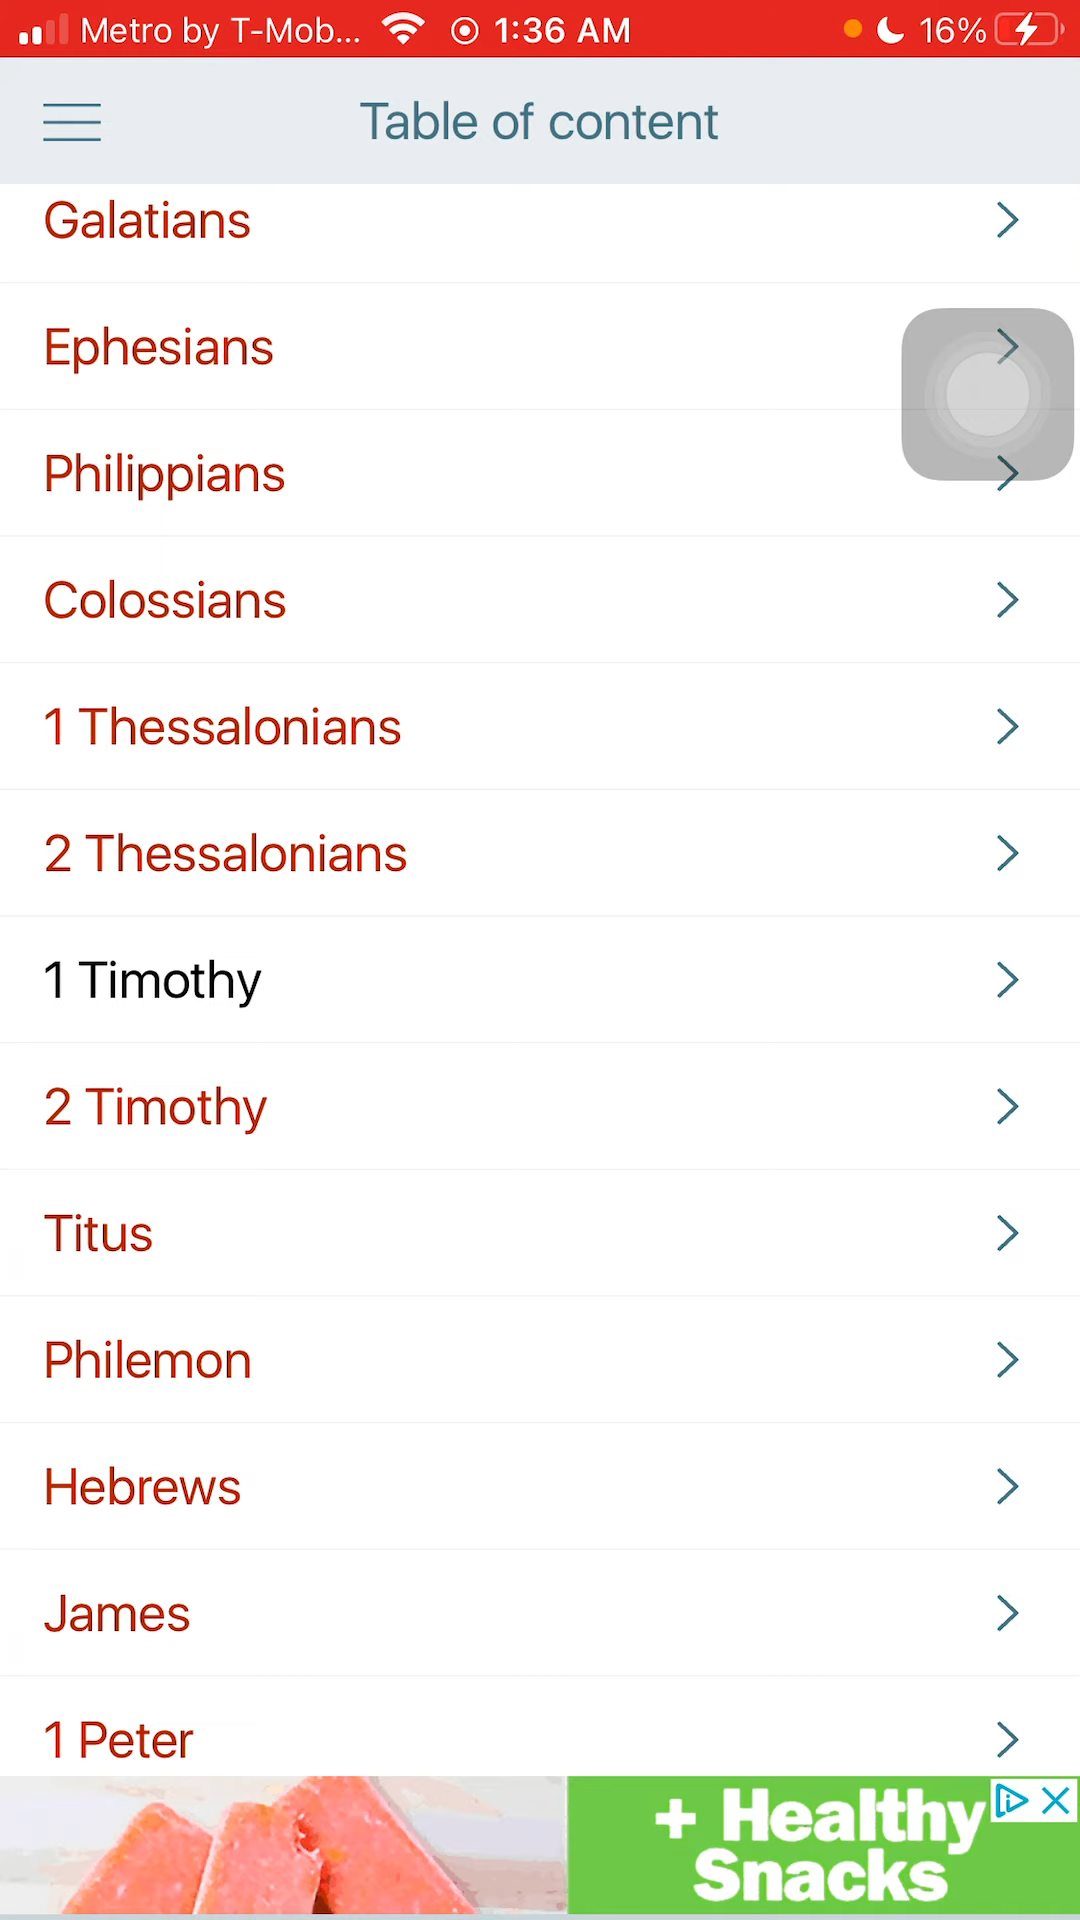 Metro by T-Mob... 1:36 AM 16%
Table of content
Galatians
Ephesians
Philippians
Colossians
1 Thessalonians
2 Thessalonians
1 Timothy
2 Timothy
Titus
Philemon
Hebrews
James
1 Peter
+ Healthy
Snacks